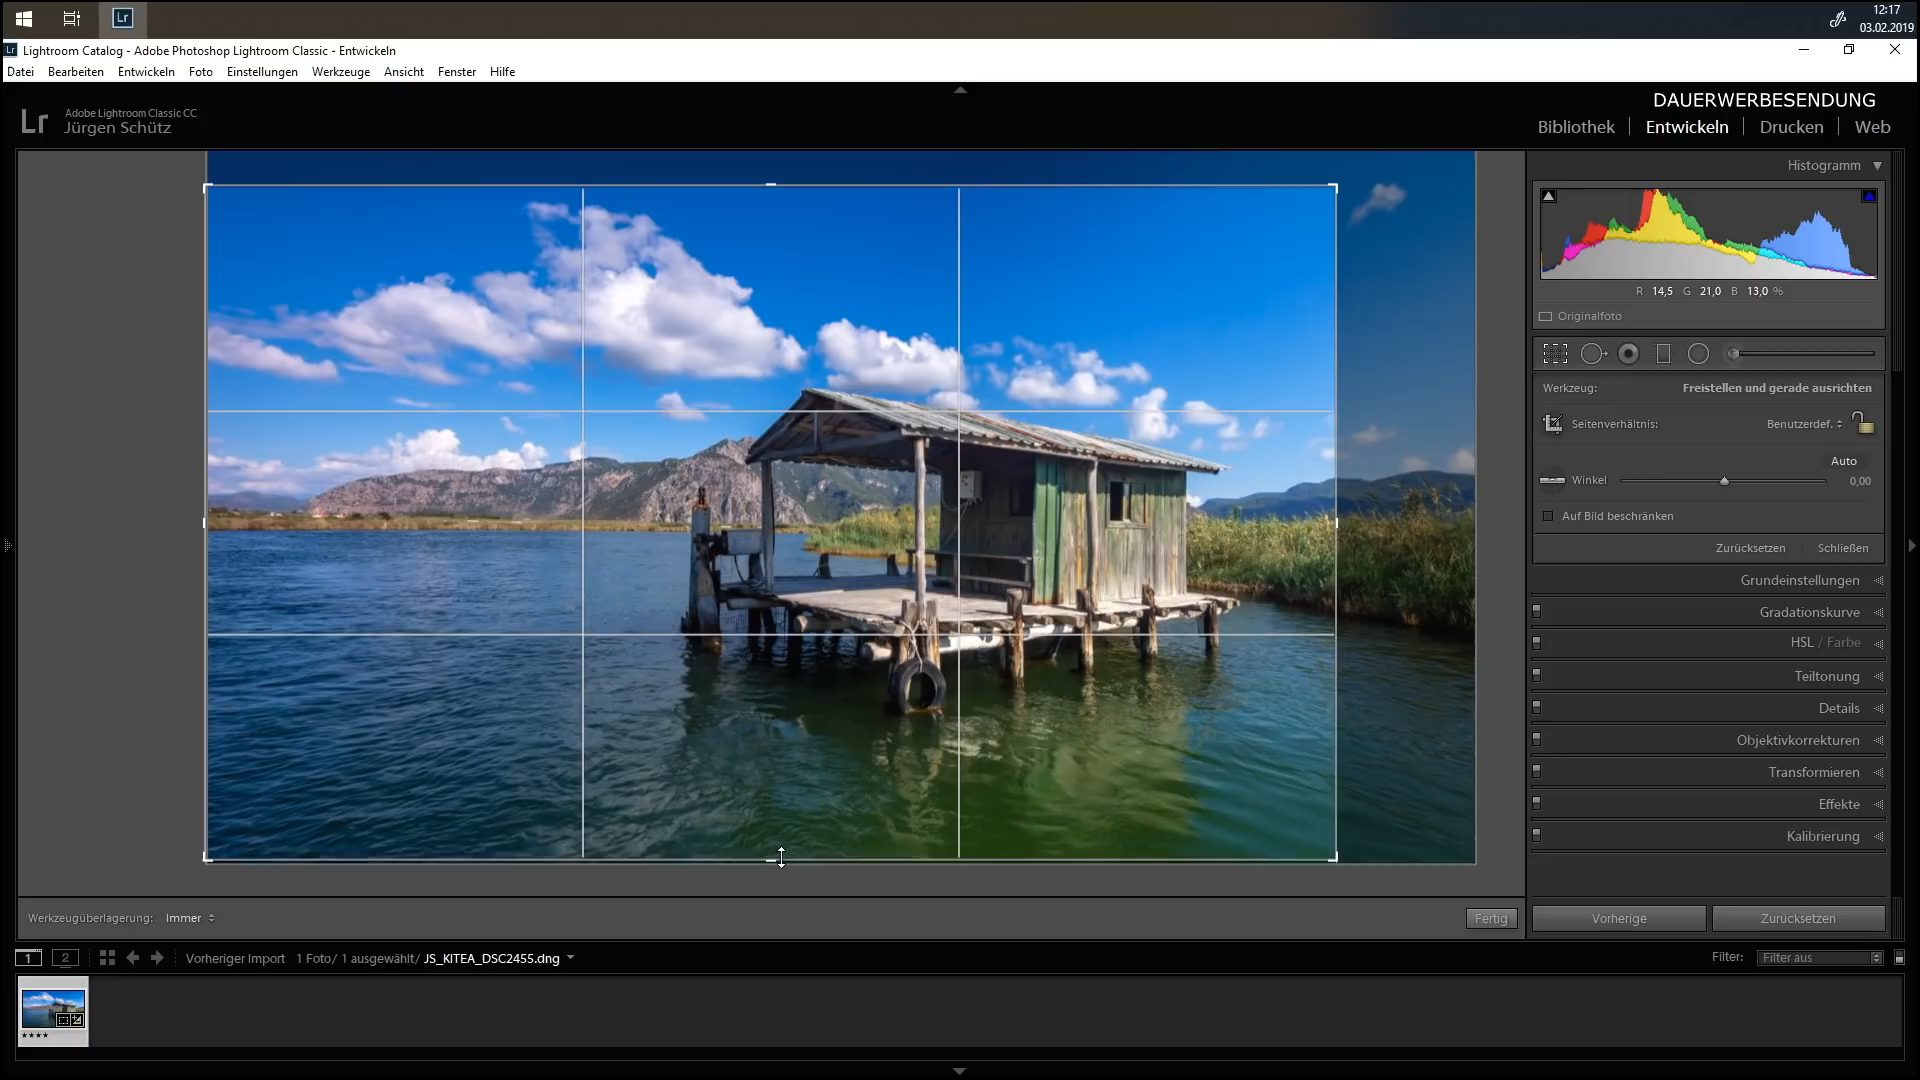 12:17
03.02.2019
Lr
Lr Lightroom Catalog - Adobe Photoshop Lightroom Classic - Entwickeln
Datei Bearbeiten Entwickeln Foto Einstellungen Werkzeuge Ansicht Fenster Hilfe
DAUERWERBESENDUNG
Lr
Adobe Lightroom Classic CC
Jürgen Schütz
Bibliothek | Entwickeln | Drucken | Web
Histogramm
R 14,5 G 21,0 B 13,0 %
Originalfoto
Werkzeug: Freistellen und gerade ausrichten
Seitenverhältnis: Benutzerdef.
Auto
Winkel 0,00
Auf Bild beschränken
Zurücksetzen Schließen
Grundeinstellungen
Gradationskurve
HSL / Farbe
Teiltonung
Details
Objektivkorrekturen
Transformieren
Effekte
Kalibrierung
Werkzeugüberlagerung: Immer
Fertig
Vorherige Zurücksetzen
1 2 Vorheriger Import 1 Foto/ 1 ausgewählt/ JS_KITEA_DSC2455.dng
Filter: Filter aus